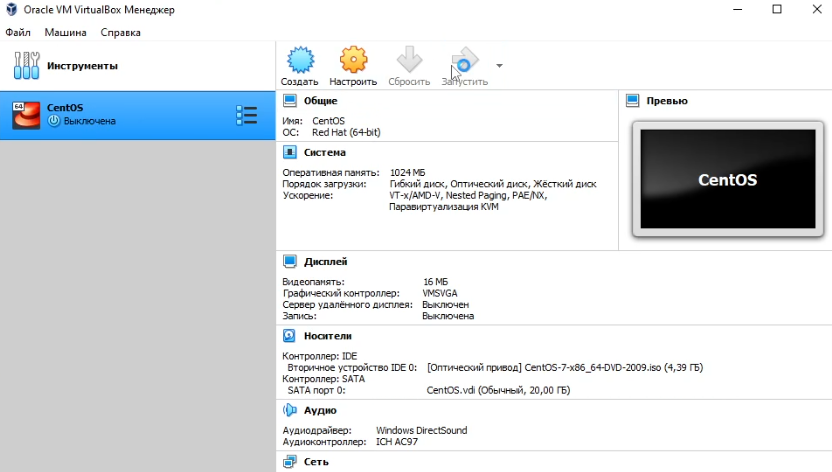 Oracle VM VirtualBox Менеджер
Файл Машина Справка
Инструменты
Создать Настроить Сбросить Запустить
64
CentOS
Выключена
Общие
Имя: CentOS
ОС: Red Hat (64-bit)
Превью
CentOS
Система
Оперативная память: 1024 МБ
Порядок загрузки: Гибкий диск, Оптический диск, Жёсткий диск
Ускорение: VT-x/AMD-V, Nested Paging, PAE/NX,
Паравиртуализация KVM
Дисплей
Видеопамять: 16 МБ
Графический контроллер: VMSVGA
Сервер удалённого дисплея: Выключен
Запись: Выключена
Носители
Контроллер: IDE
Вторичное устройство IDE 0: [Оптический привод] CentOS-7-x86_64-DVD-2009.iso (4,39 ГБ)
Контроллер: SATA
SATA порт 0: CentOS.vdi (Обычный, 20,00 ГБ)
Аудио
Аудиодрайвер: Windows DirectSound
Аудиоконтроллер: ICH AC97
Сеть